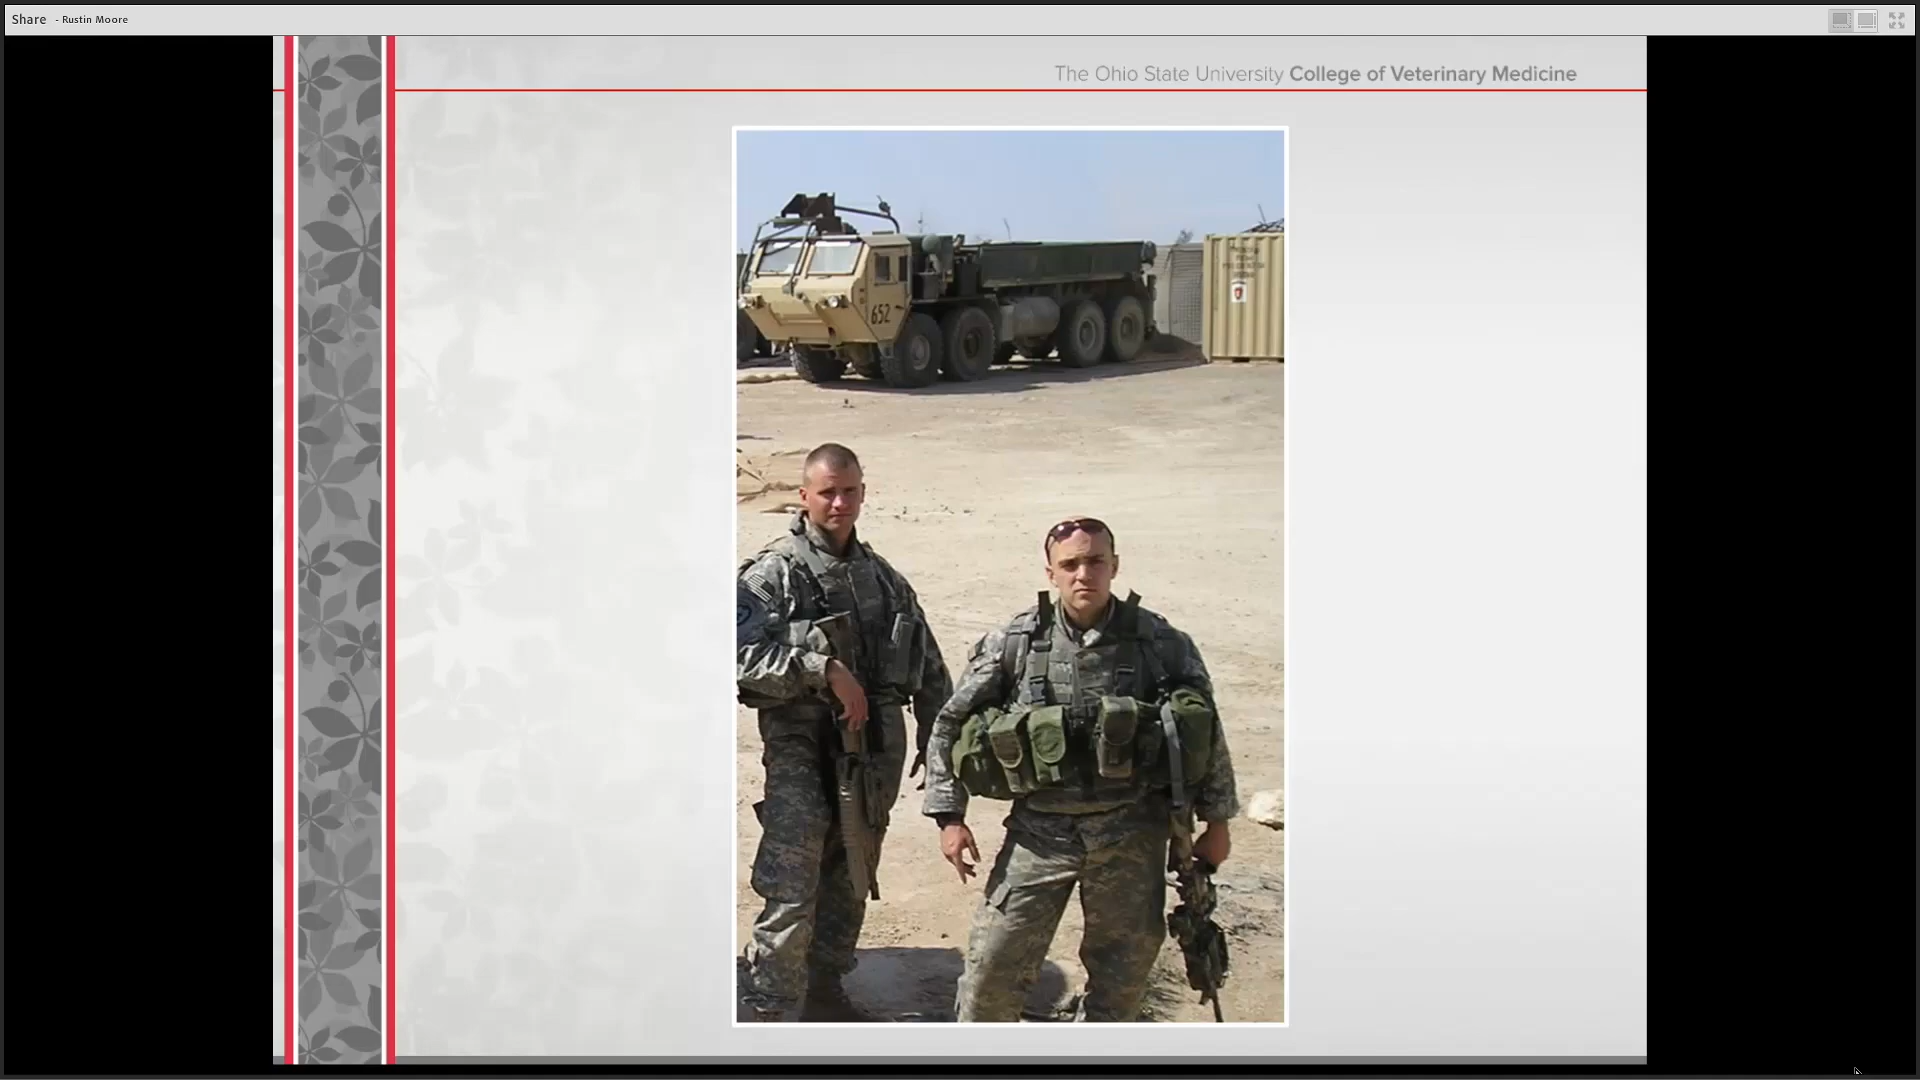 Share - Rustin Moore
The Ohio State University College of Veterinary Medicine
652